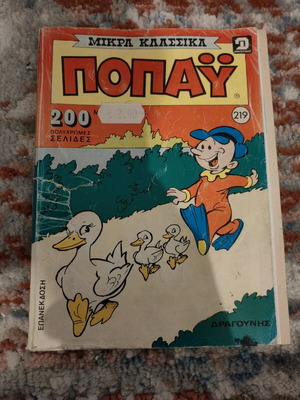 ΜΙΚΡΑ ΚΛΑΣΣΙΚΑ
ΠΟΠΑΫ
200
ΠΟΛΥΧΡΩΜΕΣ
ΣΕΛΙΔΕΣ
219
ΕΠΑΝΕΚΔΟΣΗ
ΔΡΑΓΟΥΝΗΣ